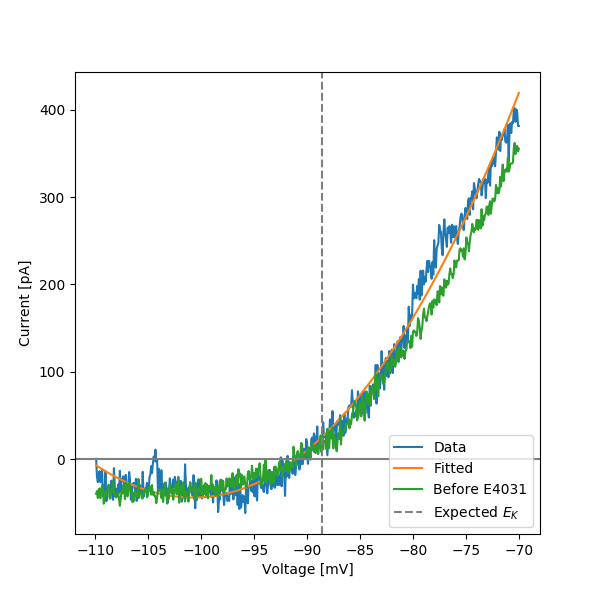 400
300
200
100
0
Current [pA]
Data
Fitted
Before E4031
Expected $E_K$
−110 −105 −100 −95 −90 −85 −80 −75 −70
Voltage [mV]